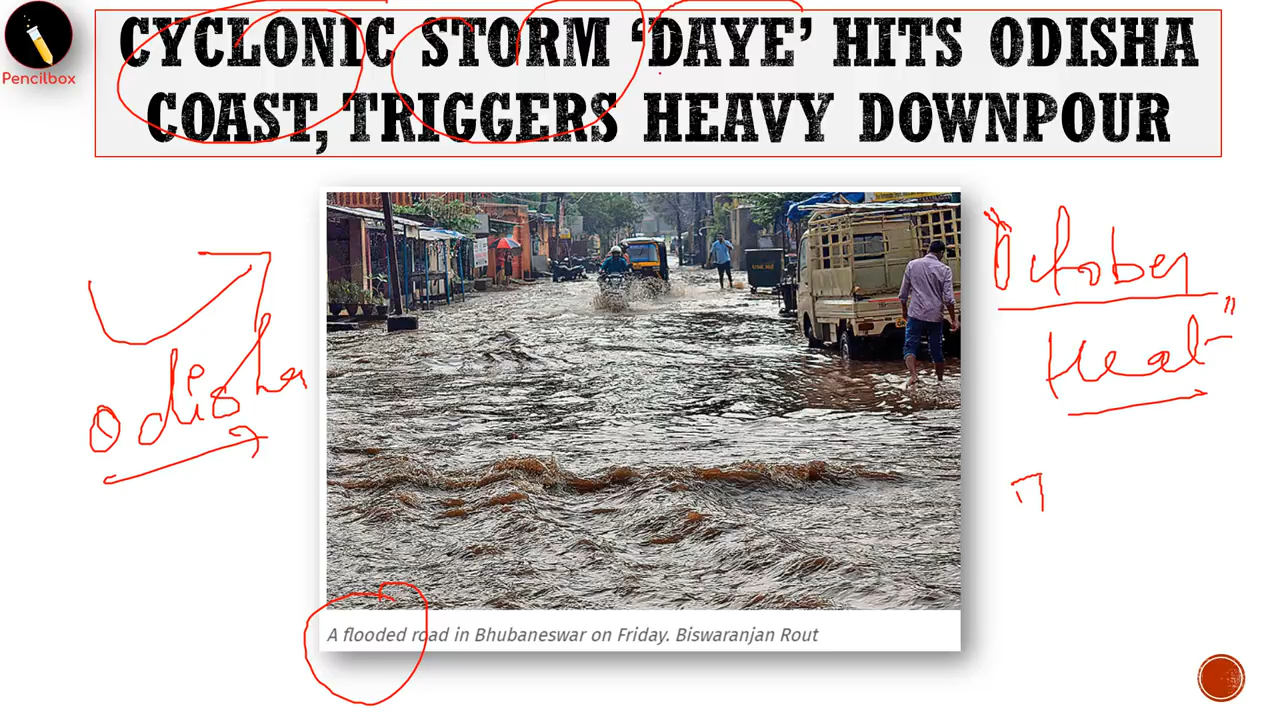 Pencilbox
CYCLONIC STORM ‘DAYE’ HITS ODISHA
COAST, TRIGGERS HEAVY DOWNPOUR
"October
Heat"
Odisha
A flooded road in Bhubaneswar on Friday. Biswaranjan Rout